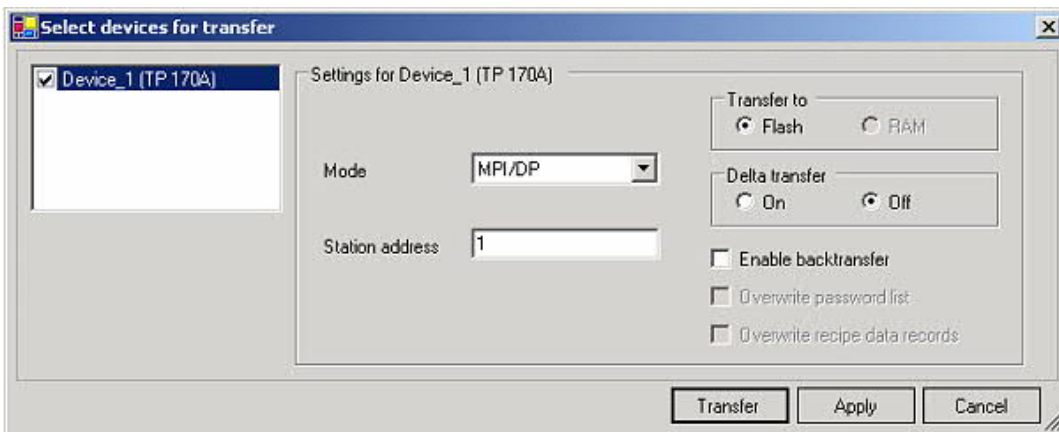 Select devices for transfer
Device_1 (TP 170A)
Settings for Device_1 (TP 170A)
Mode
MPI/DP
Station address
1
Transfer to
Flash RAM
Delta transfer
On Off
Enable backtransfer
Overwrite password list
Overwrite recipe data records
Transfer Apply Cancel